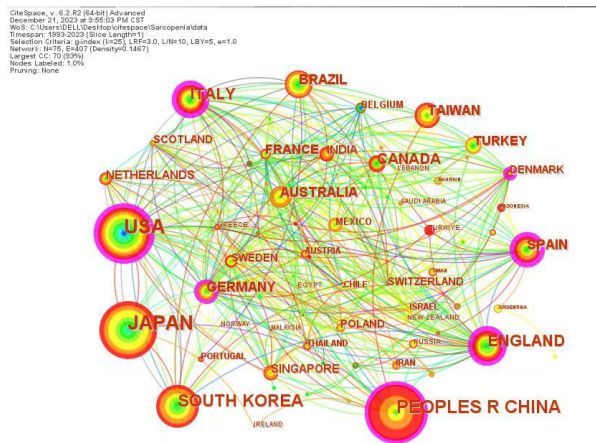 CiteSpace, v. 6.2.R2 (64-bit) Advanced
December 21, 2023 at 9:55:03 PM CST
WoS: C:\Users\DELL\Desktop\citespace\Sarcopenia\data
Timespan: 1993-2023 (Slice Length=1)
Selection Criteria: g-index (k=25), LRF=3.0, L/N=10, LBY=5, e=1.0
Network: N=75, E=407 (Density=0.1467)
Largest CC: 70 (93%)
Nodes Labeled: 1.0%
Pruning: None
BRAZIL
ITALY
BELGIUM
TAIWAN
SCOTLAND
TURKEY
FRANCE
INDIA
CANADA
LEBANON
DENMARK
NETHERLANDS
BAHRAIN
AUSTRALIA
SAUDI ARABIA
INDONESIA
USA
GREECE
MEXICO
TURKIYE
SPAIN
AUSTRIA
SWEDEN
OMAN
GERMANY
EGYPT
CHILE
SWITZERLAND
ISRAEL
ARGENTINA
NEW ZEALAND
JAPAN
NORWAY
MALAYSIA
POLAND
THAILAND
RUSSIA
ENGLAND
PORTUGAL
SINGAPORE
IRAN
SOUTH KOREA
PEOPLES R CHINA
IRELAND